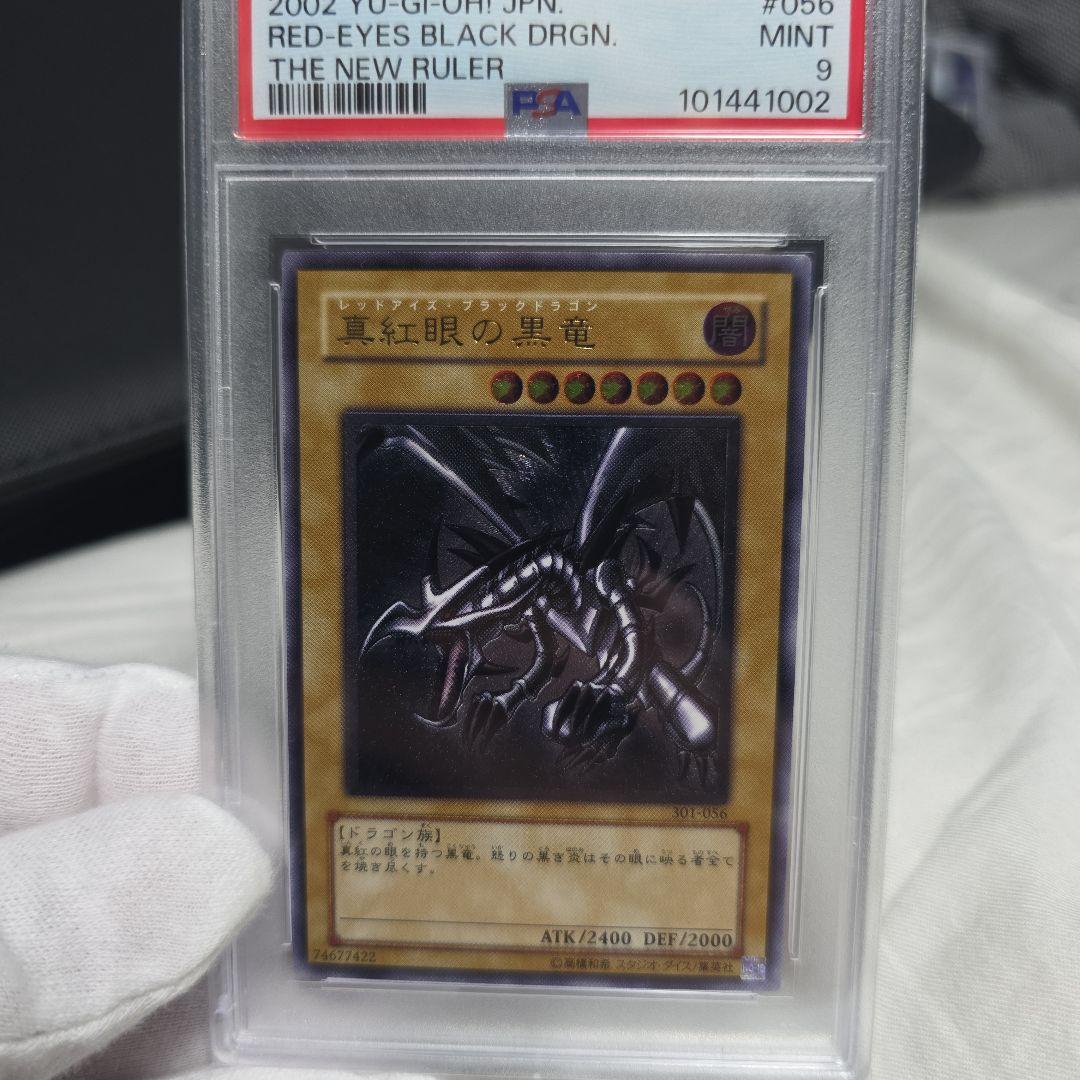 2002 YU-GI-OH! JPN. #056
RED-EYES BLACK DRGN. MINT
THE NEW RULER 9
PSA 101441002
レッドアイズ・ブラックドラゴン
真紅眼の黒竜
闇
301-056
【ドラゴン族】
真紅の眼を持つ黒竜。怒りの黒き炎はその眼に映る者全て
を焼き尽くす。
ATK/2400 DEF/2000
74677422 ©高橋和希 スタジオ・ダイス/集英社